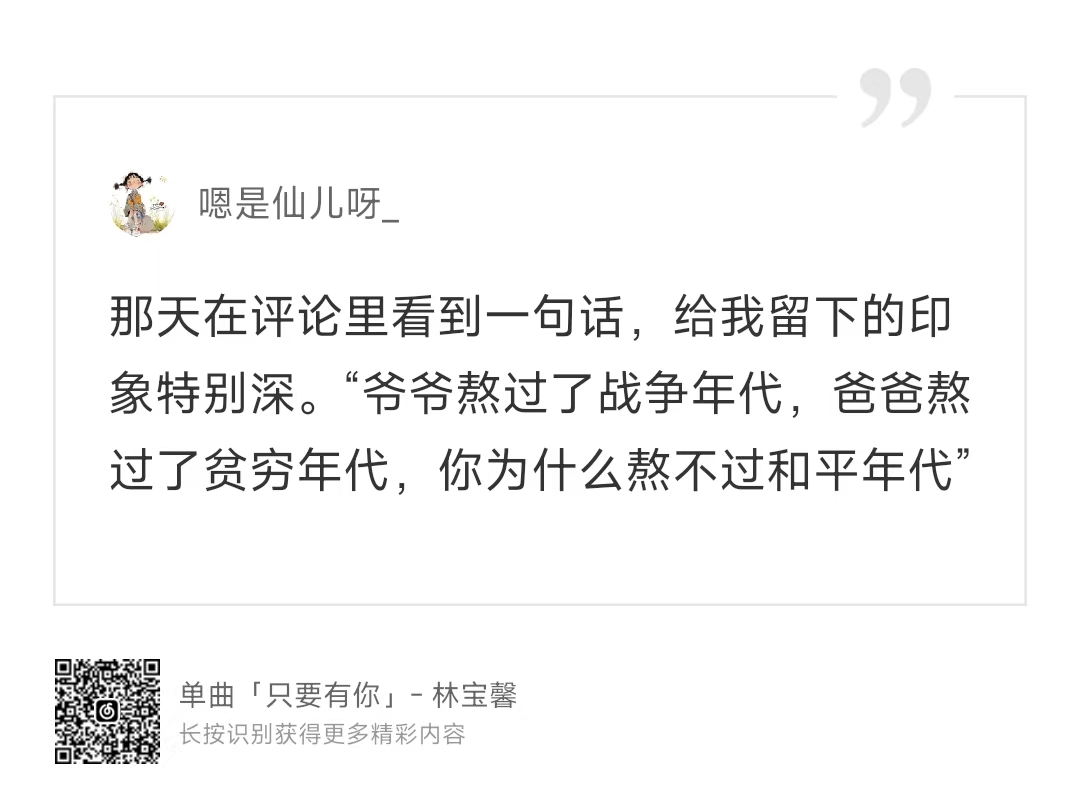 嗯是仙儿呀_
那天在评论里看到一句话，给我留下的印
象特别深。“爷爷熬过了战争年代，爸爸熬
过了贫穷年代，你为什么熬不过和平年代”
单曲「只要有你」- 林宝馨
长按识别获得更多精彩内容